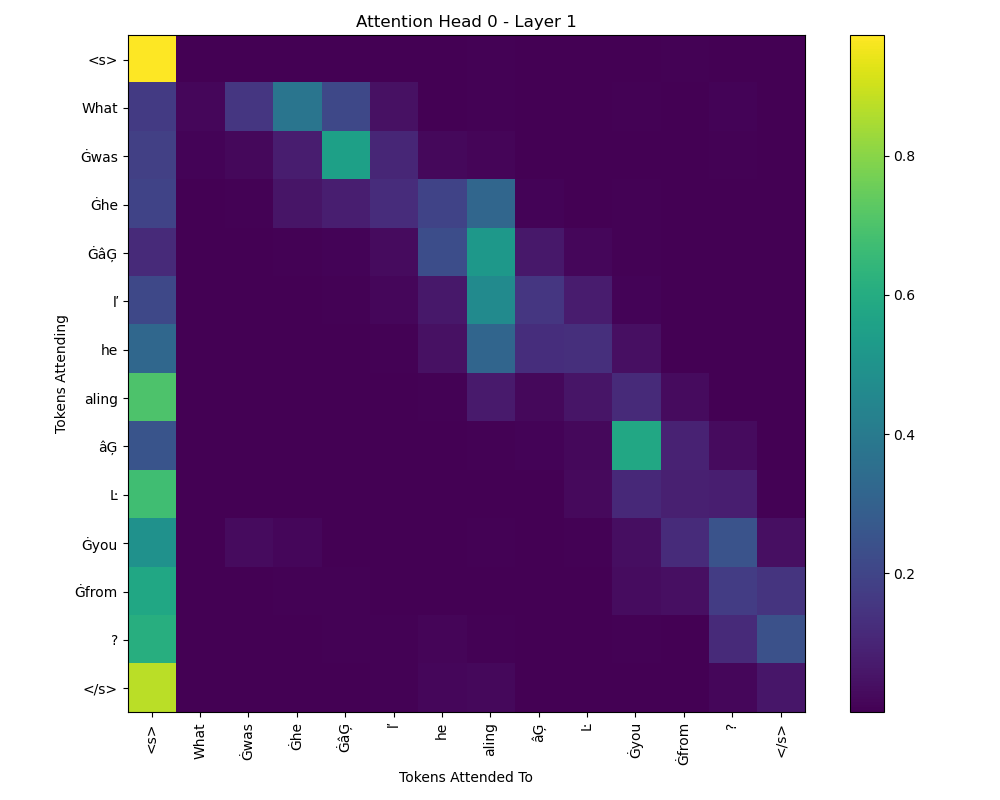 Attention Head 0 - Layer 1
<s>
What
Ġwas
Ġhe
ĠâĢ
ľ
he
aling
âĢ
Ŀ
Ġyou
Ġfrom
?
</s>
Tokens Attending
<s>
What
Ġwas
Ġhe
ĠâĢ
ľ
he
aling
âĢ
Ŀ
Ġyou
Ġfrom
?
</s>
Tokens Attended To
0.8
0.6
0.4
0.2